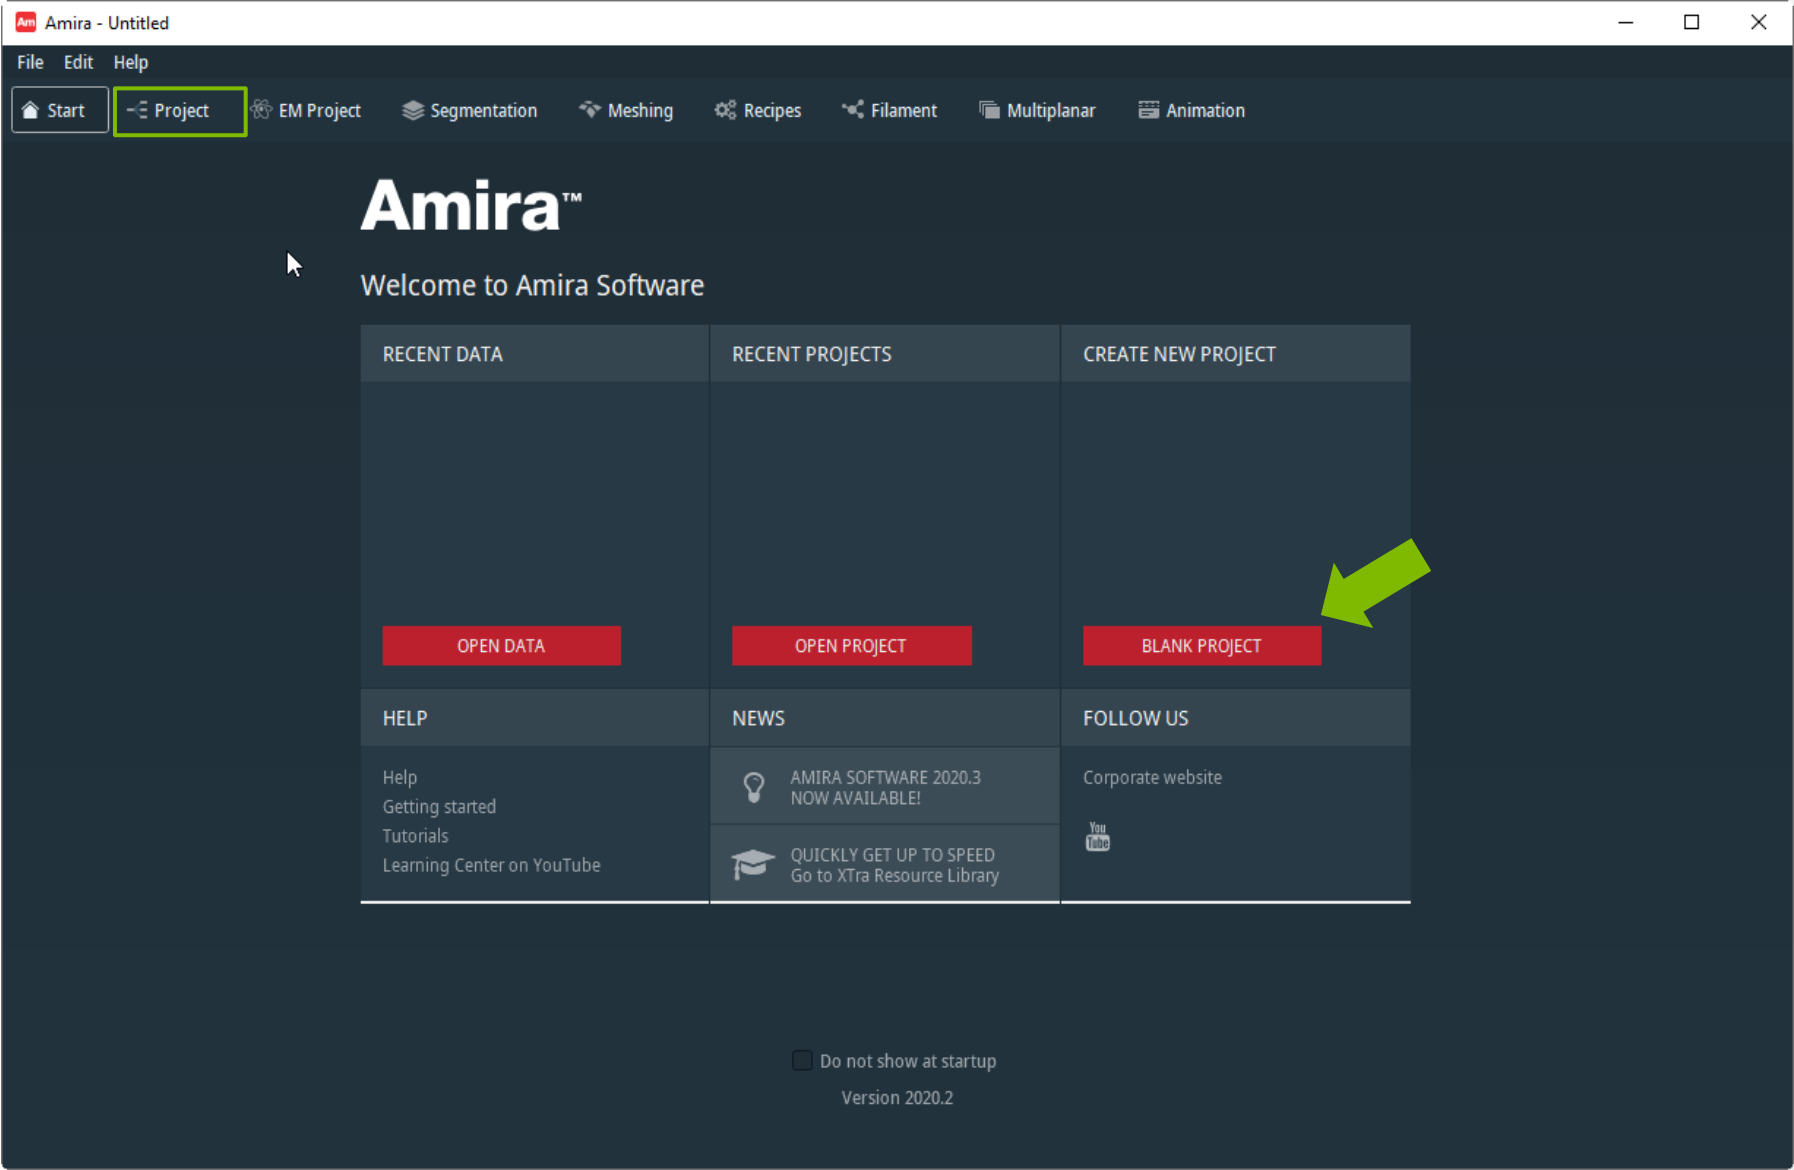 Am Amira - Untitled
File Edit Help
Start Project EM Project Segmentation Meshing Recipes Filament Multiplanar Animation
Amira™
Welcome to Amira Software
RECENT DATA
RECENT PROJECTS
CREATE NEW PROJECT
OPEN DATA
OPEN PROJECT
BLANK PROJECT
HELP
Help
Getting started
Tutorials
Learning Center on YouTube
NEWS
AMIRA SOFTWARE 2020.3
NOW AVAILABLE!
QUICKLY GET UP TO SPEED
Go to XTra Resource Library
FOLLOW US
Corporate website
You
Tube
Do not show at startup
Version 2020.2